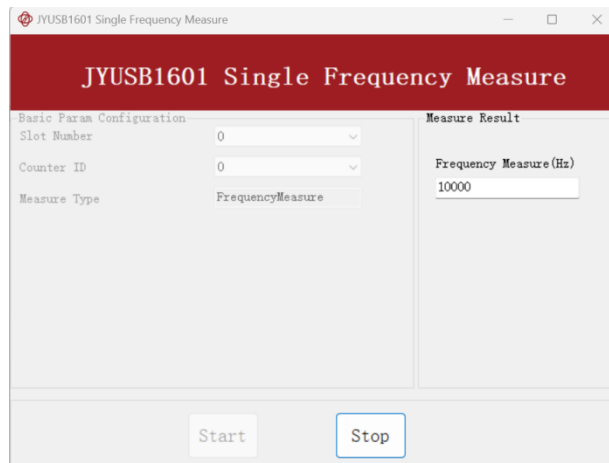 JYUSB1601 Single Frequency Measure
JYUSB1601 Single Frequency Measure
Basic Param Configuration
Slot Number
0
Counter ID
0
Measure Type
FrequencyMeasure
Measure Result
Frequency Measure(Hz)
10000
Start
Stop